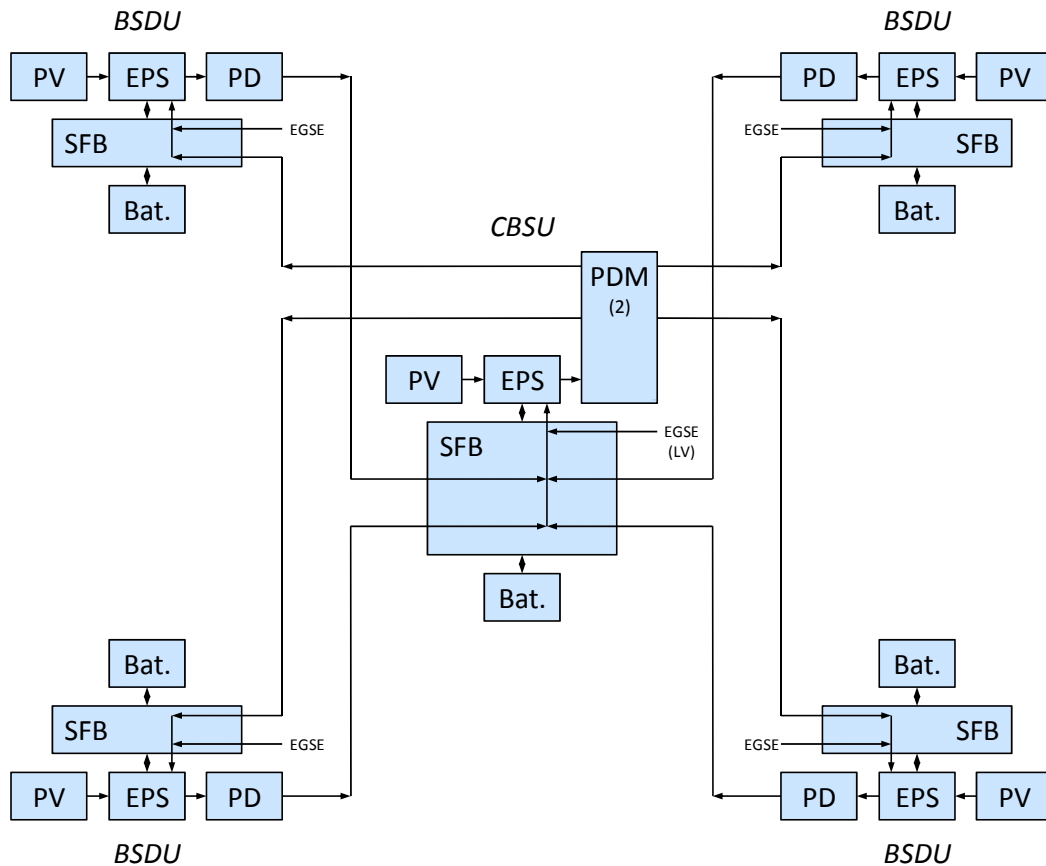 BSDU
BSDU
PV
EPS
PD
PD
EPS
PV
SFB
EGSE
EGSE
SFB
Bat.
Bat.
CBSU
PDM
(2)
PV
EPS
SFB
EGSE
(LV)
Bat.
Bat.
Bat.
SFB
EGSE
EGSE
SFB
PV
EPS
PD
PD
EPS
PV
BSDU
BSDU